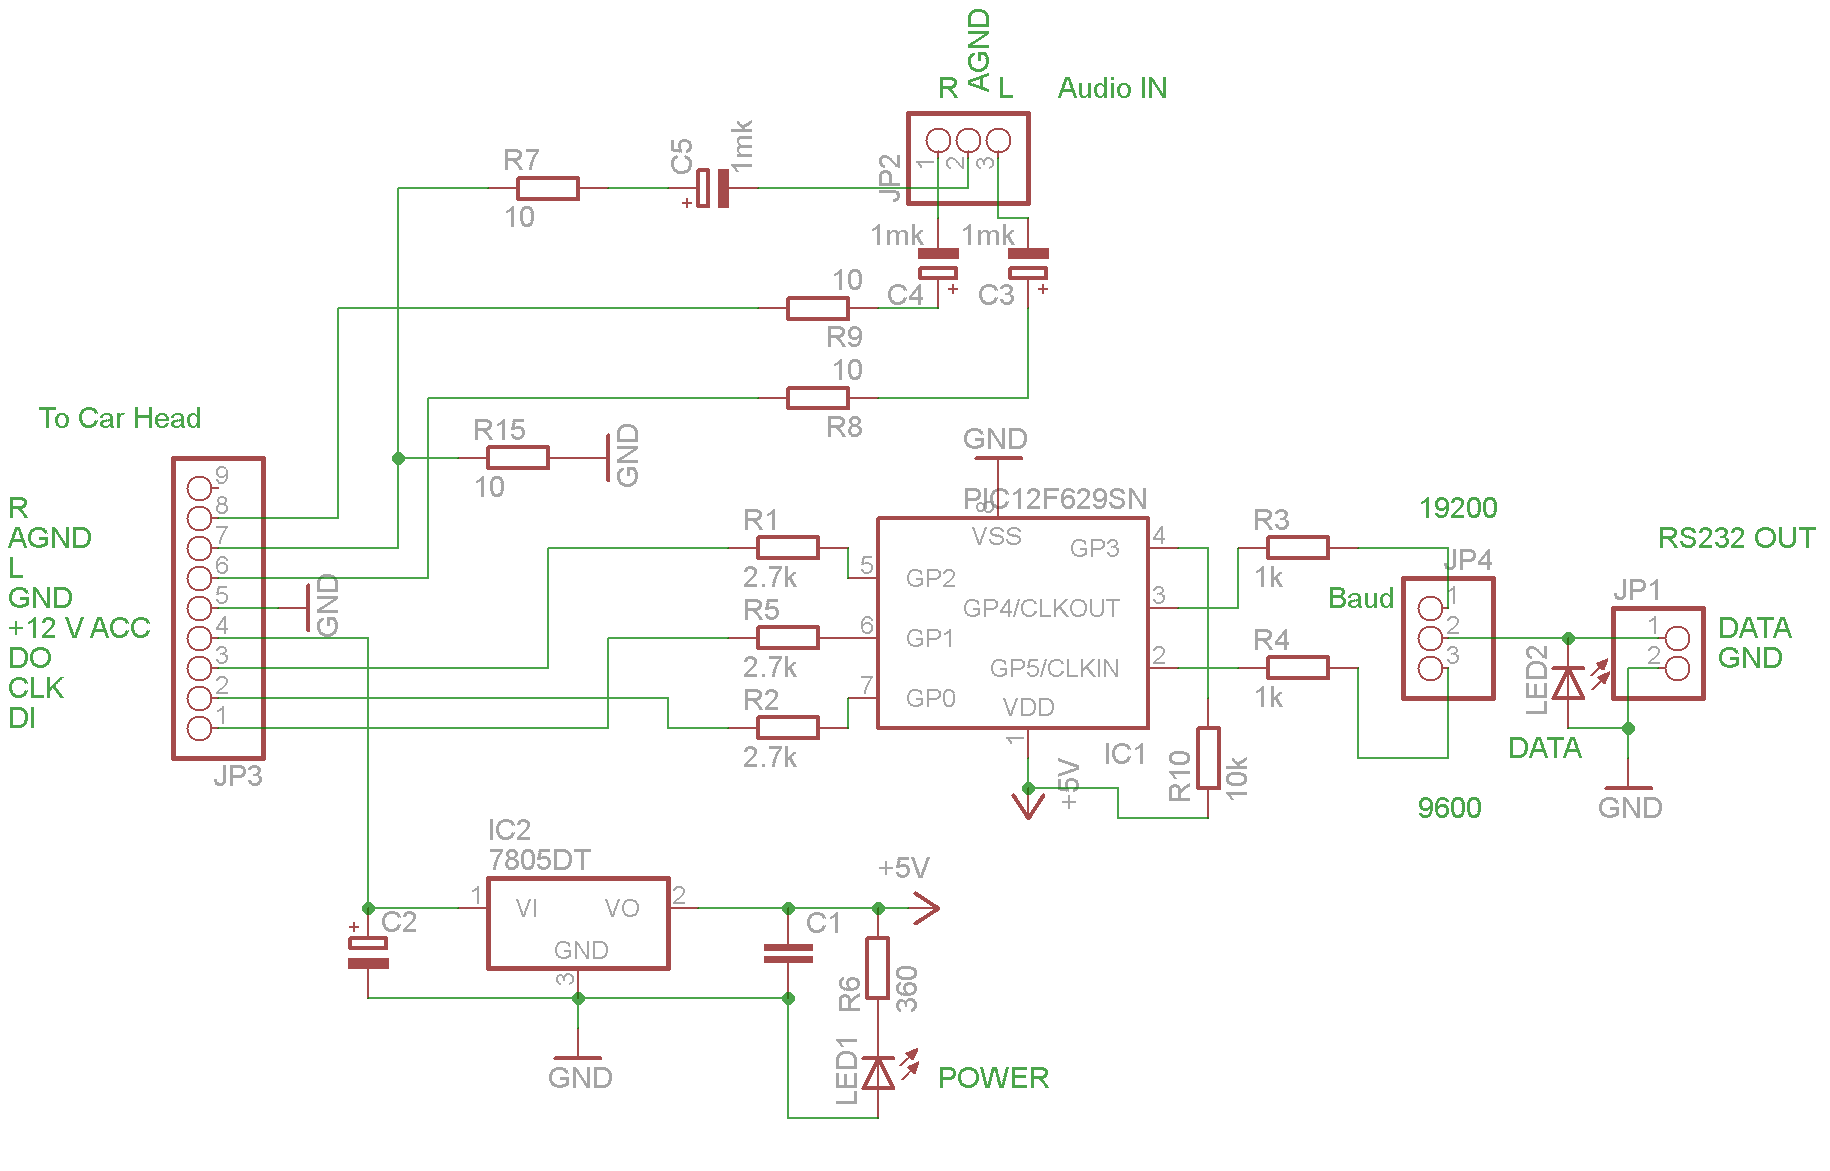 AGND
R
L
Audio IN
1
2
3
JP2
R7
10
C5
+
1mk
1mk
1mk
C4
+
C3
+
10
R9
10
R8
To Car Head
R15
10
GND
R
AGND
L
GND
+12 V ACC
DO
CLK
DI
9
8
7
6
5
4
3
2
1
JP3
GND
R1
2.7k
R5
2.7k
R2
2.7k
GND
PIC12F629SN
8
VSS
5
GP2
6
GP1
7
GP0
GP3
4
GP4/CLKOUT
3
GP5/CLKIN
2
VDD
1
IC1
+5V
R10
10k
R3
1k
R4
1k
19200
JP4
Baud
1
2
3
9600
RS232 OUT
JP1
1
2
DATA
GND
LED2
DATA
GND
IC2
7805DT
1
VI
VO
2
GND
3
GND
C2
+
C1
+5V
R6
360
LED1
POWER